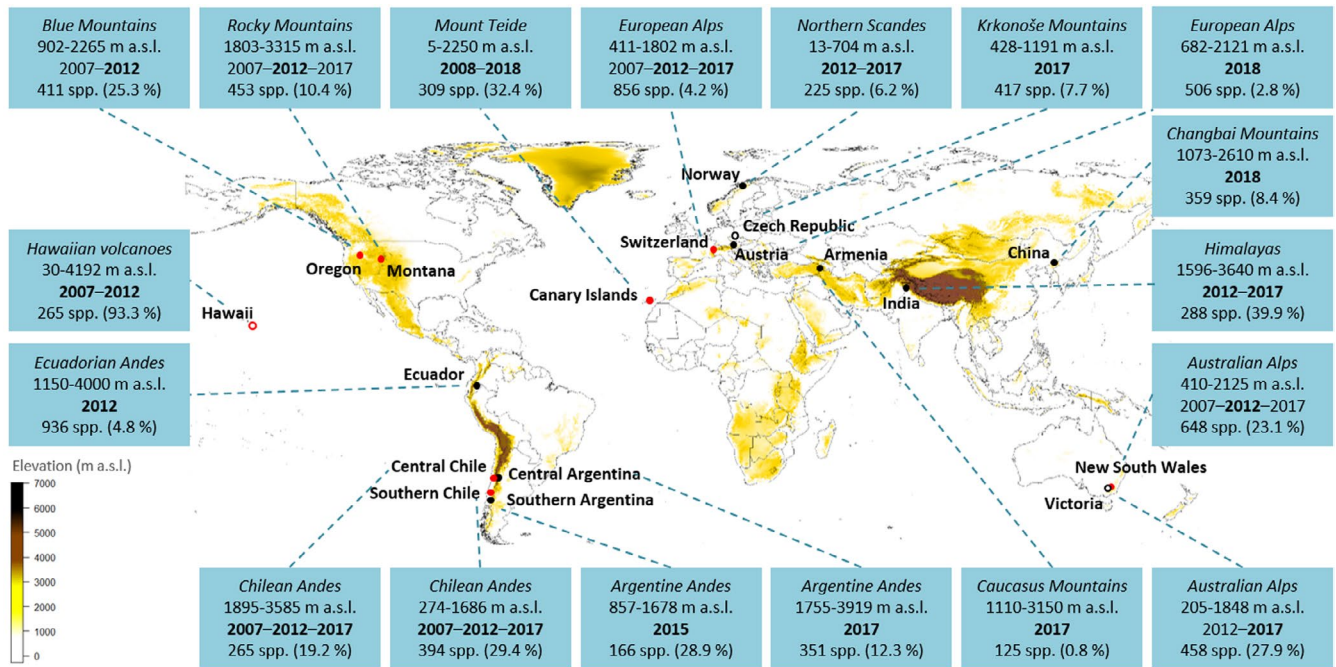 Blue Mountains
902-2265 m a.s.l.
2007–2012
411 spp. (25.3 %)
Rocky Mountains
1803-3315 m a.s.l.
2007–2012–2017
453 spp. (10.4 %)
Mount Teide
5-2250 m a.s.l.
2008–2018
309 spp. (32.4 %)
European Alps
411-1802 m a.s.l.
2007–2012–2017
856 spp. (4.2 %)
Northern Scandes
13-704 m a.s.l.
2012–2017
225 spp. (6.2 %)
Krkonoše Mountains
428-1191 m a.s.l.
2017
417 spp. (7.7 %)
European Alps
682-2121 m a.s.l.
2018
506 spp. (2.8 %)
Changbai Mountains
1073-2610 m a.s.l.
2018
359 spp. (8.4 %)
Hawaiian volcanoes
30-4192 m a.s.l.
2007–2012
265 spp. (93.3 %)
Himalayas
1596-3640 m a.s.l.
2012–2017
288 spp. (39.9 %)
Ecuadorian Andes
1150-4000 m a.s.l.
2012
936 spp. (4.8 %)
Australian Alps
410-2125 m a.s.l.
2007–2012–2017
648 spp. (23.1 %)
Norway
Czech Republic
Switzerland
Austria
Armenia
China
Oregon
Montana
Canary Islands
India
Hawaii
Ecuador
Central Chile
Central Argentina
Southern Chile
Southern Argentina
New South Wales
Victoria
Elevation (m a.s.l.)
7000
6000
5000
4000
3000
2000
1000
0
Chilean Andes
1895-3585 m a.s.l.
2007–2012–2017
265 spp. (19.2 %)
Chilean Andes
274-1686 m a.s.l.
2007–2012–2017
394 spp. (29.4 %)
Argentine Andes
857-1678 m a.s.l.
2015
166 spp. (28.9 %)
Argentine Andes
1755-3919 m a.s.l.
2017
351 spp. (12.3 %)
Caucasus Mountains
1110-3150 m a.s.l.
2017
125 spp. (0.8 %)
Australian Alps
205-1848 m a.s.l.
2012–2017
458 spp. (27.9 %)